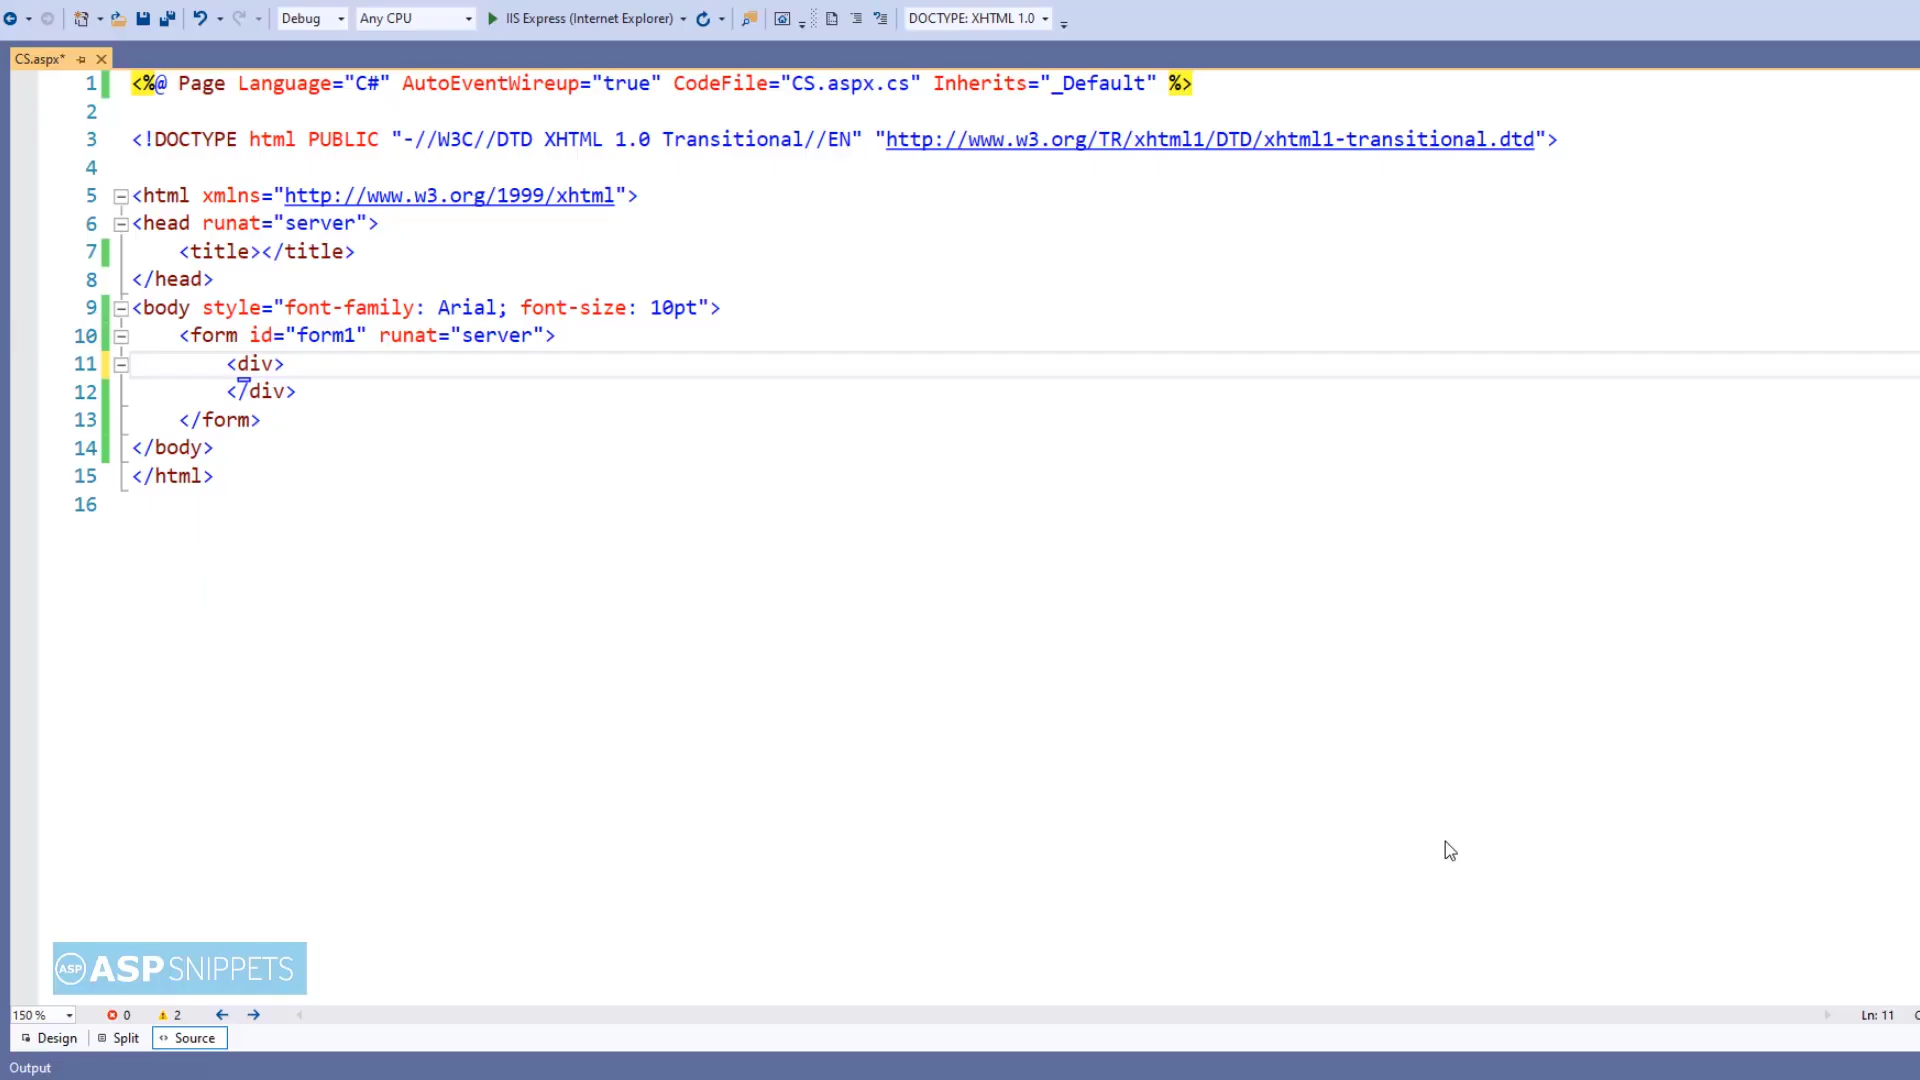 Debug Any CPU IIS Express (Internet Explorer) DOCTYPE: XHTML 1.0
CS.aspx*
1 <%@ Page Language="C#" AutoEventWireup="true" CodeFile="CS.aspx.cs" Inherits="_Default" %>
2
3 <!DOCTYPE html PUBLIC "-//W3C//DTD XHTML 1.0 Transitional//EN" "http://www.w3.org/TR/xhtml1/DTD/xhtml1-transitional.dtd">
4
5 <html xmlns="http://www.w3.org/1999/xhtml">
6 <head runat="server">
7 <title></title>
8 </head>
9 <body style="font-family: Arial; font-size: 10pt">
10 <form id="form1" runat="server">
11 <div>
12 </div>
13 </form>
14 </body>
15 </html>
16
ASP ASPSNIPPETS
150 % 0 2 Ln: 11
Design Split Source
Output